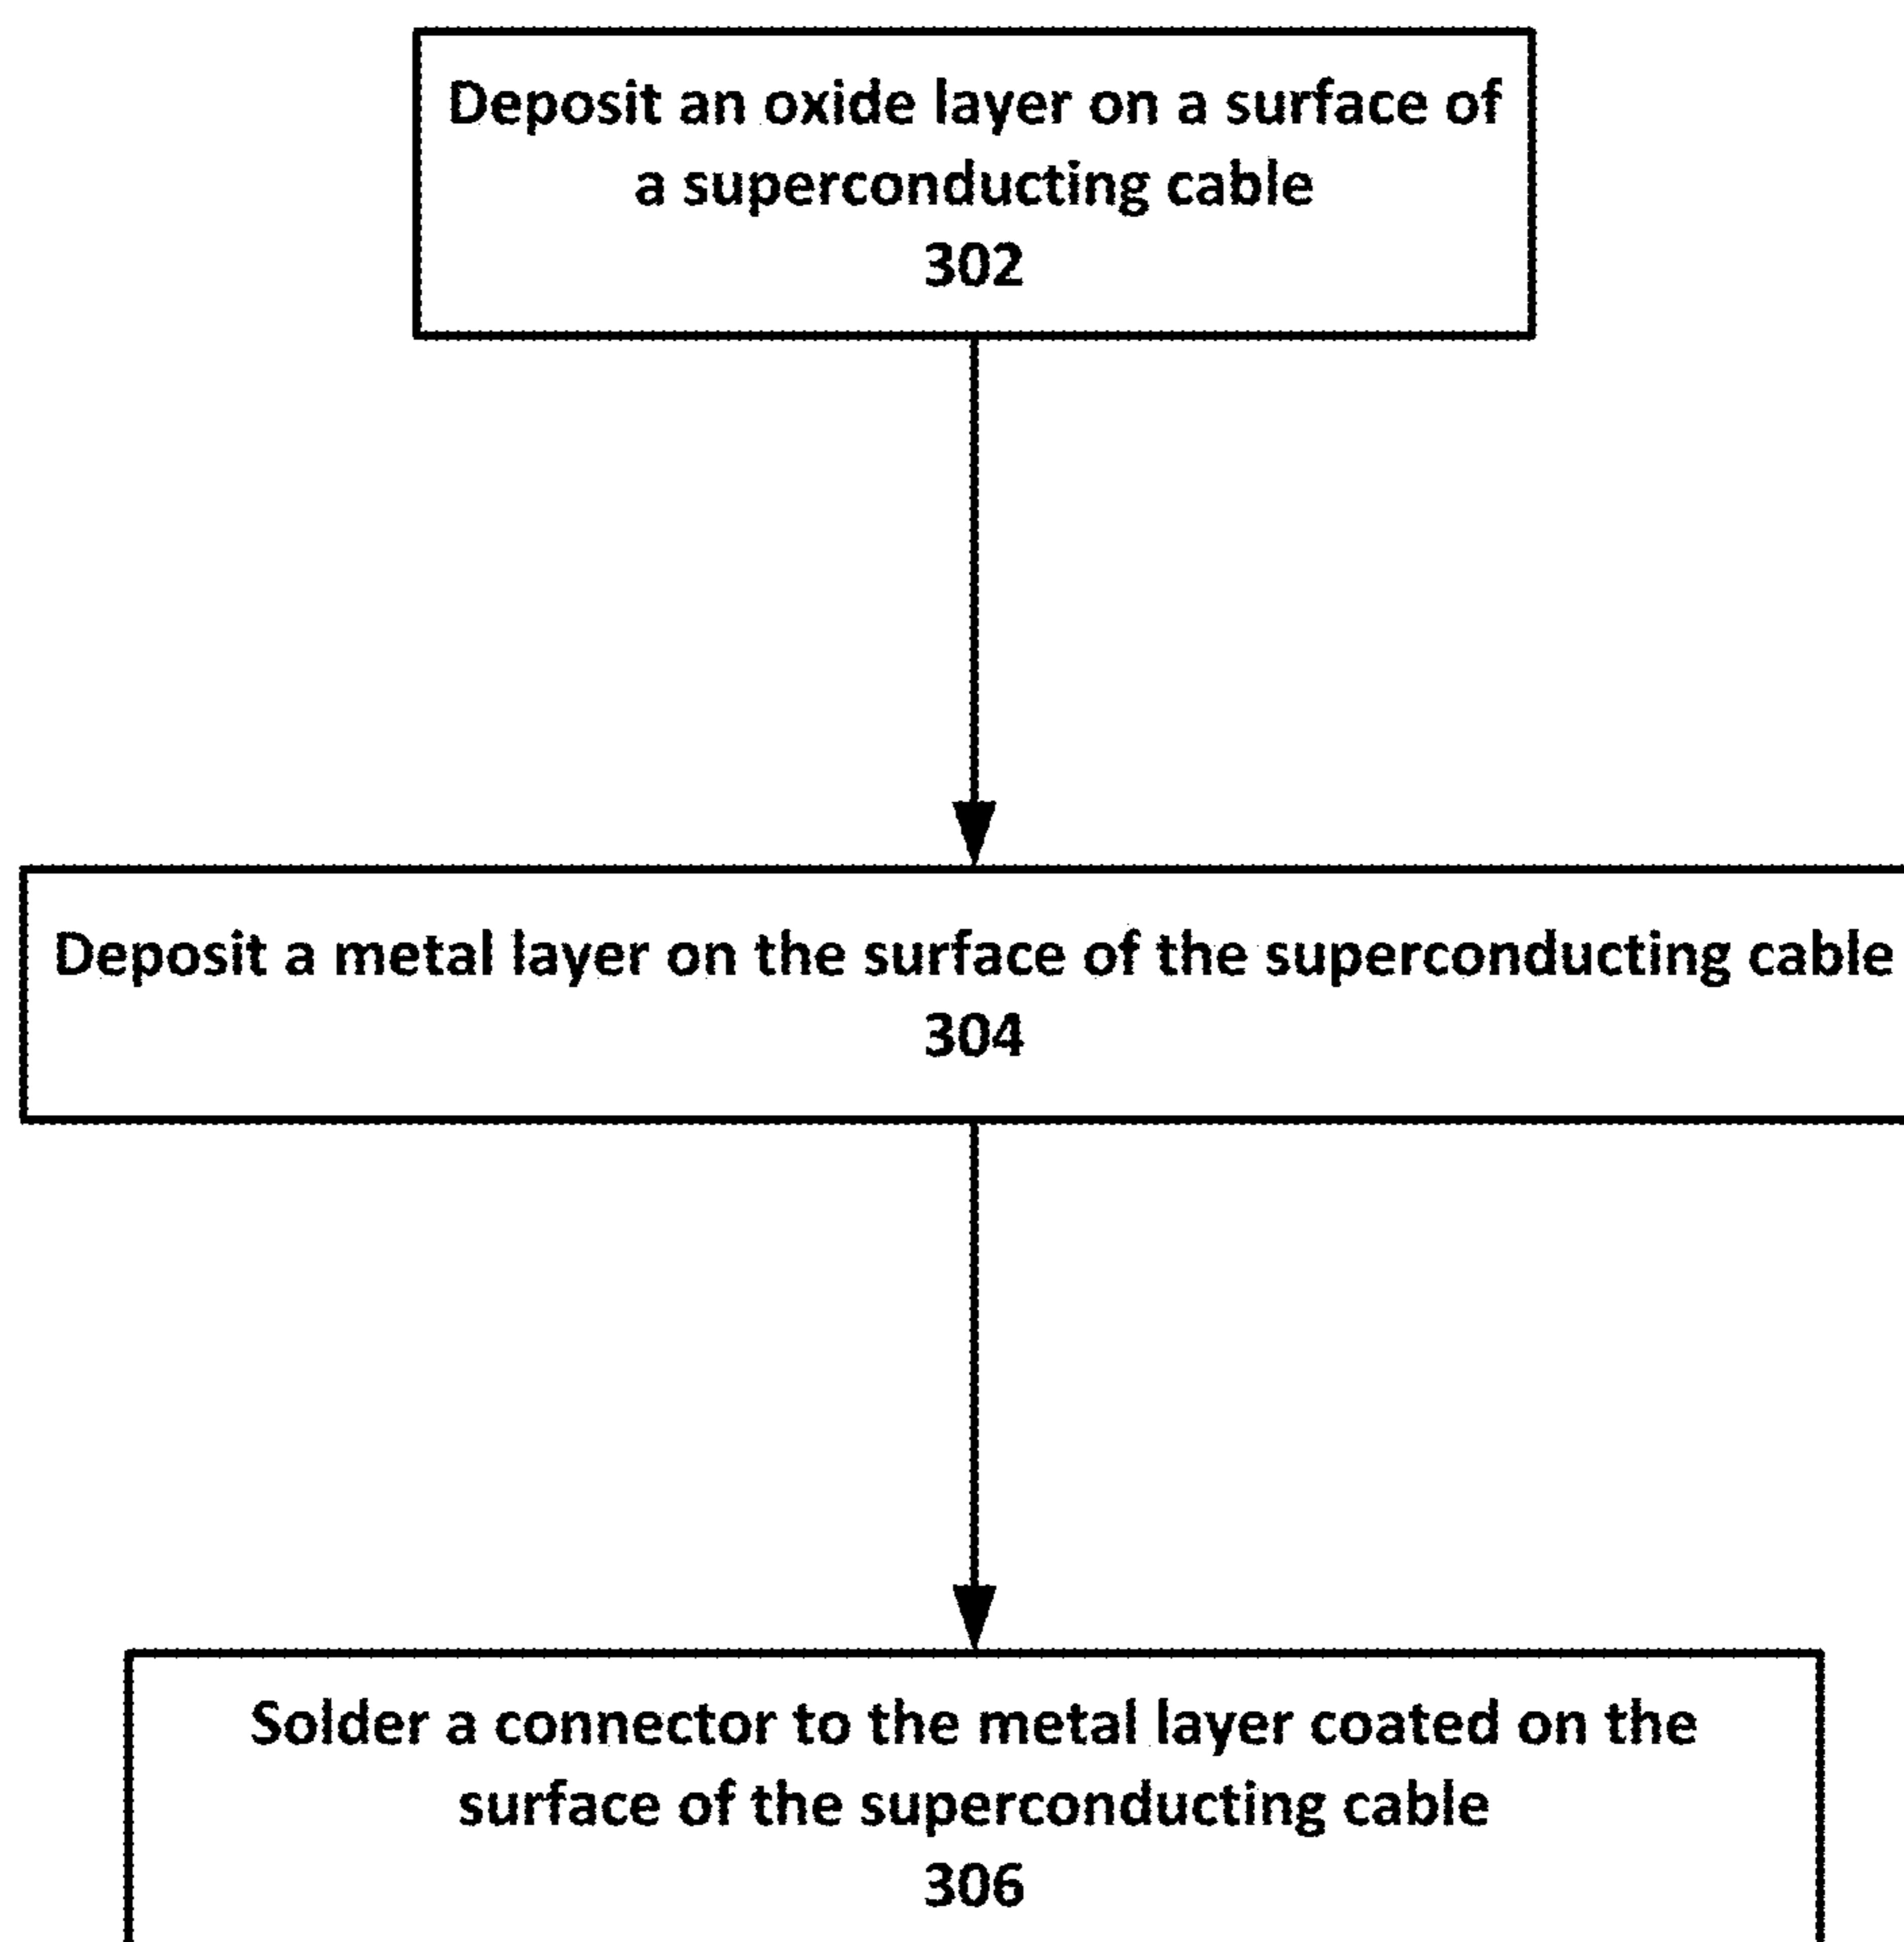 Deposit an oxide layer on a surface of
a superconducting cable
302
Deposit a metal layer on the surface of the superconducting cable
304
Solder a connector to the metal layer coated on the
surface of the superconducting cable
306